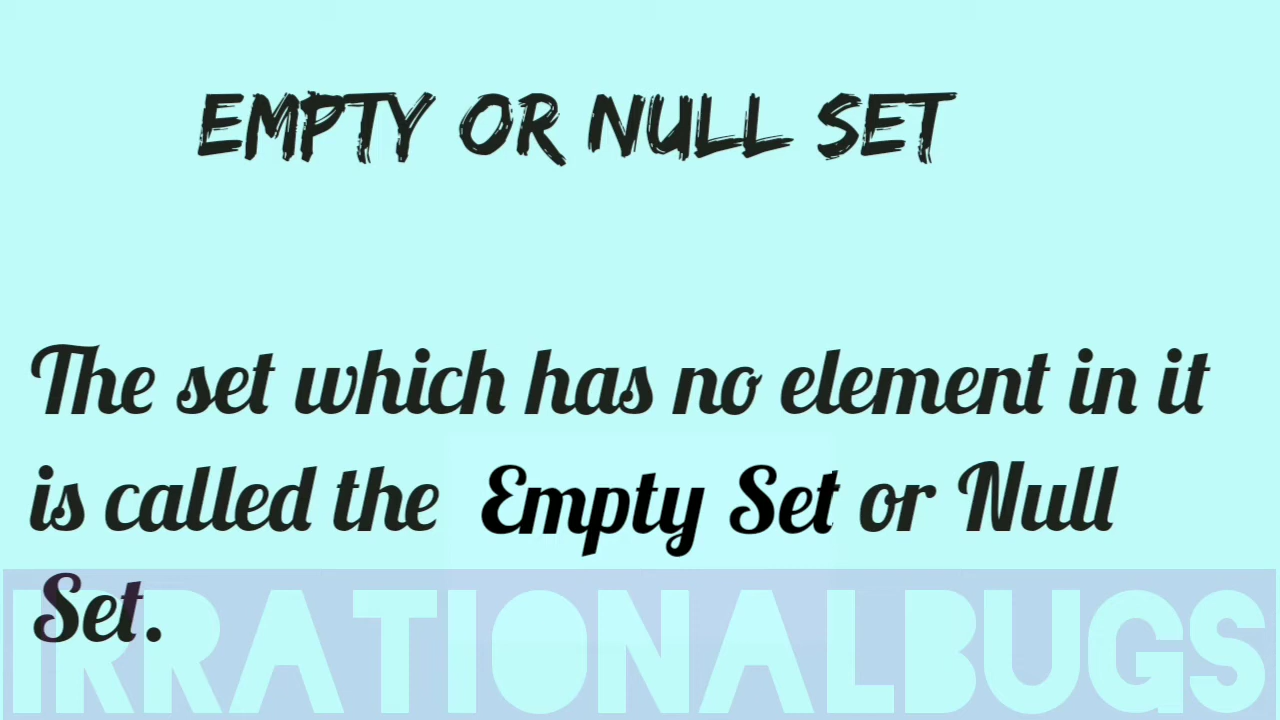 EMPTY OR NULL SET
The set which has no element in it
is called the Empty Set or Null
Set.
IRRATIONALBUGS